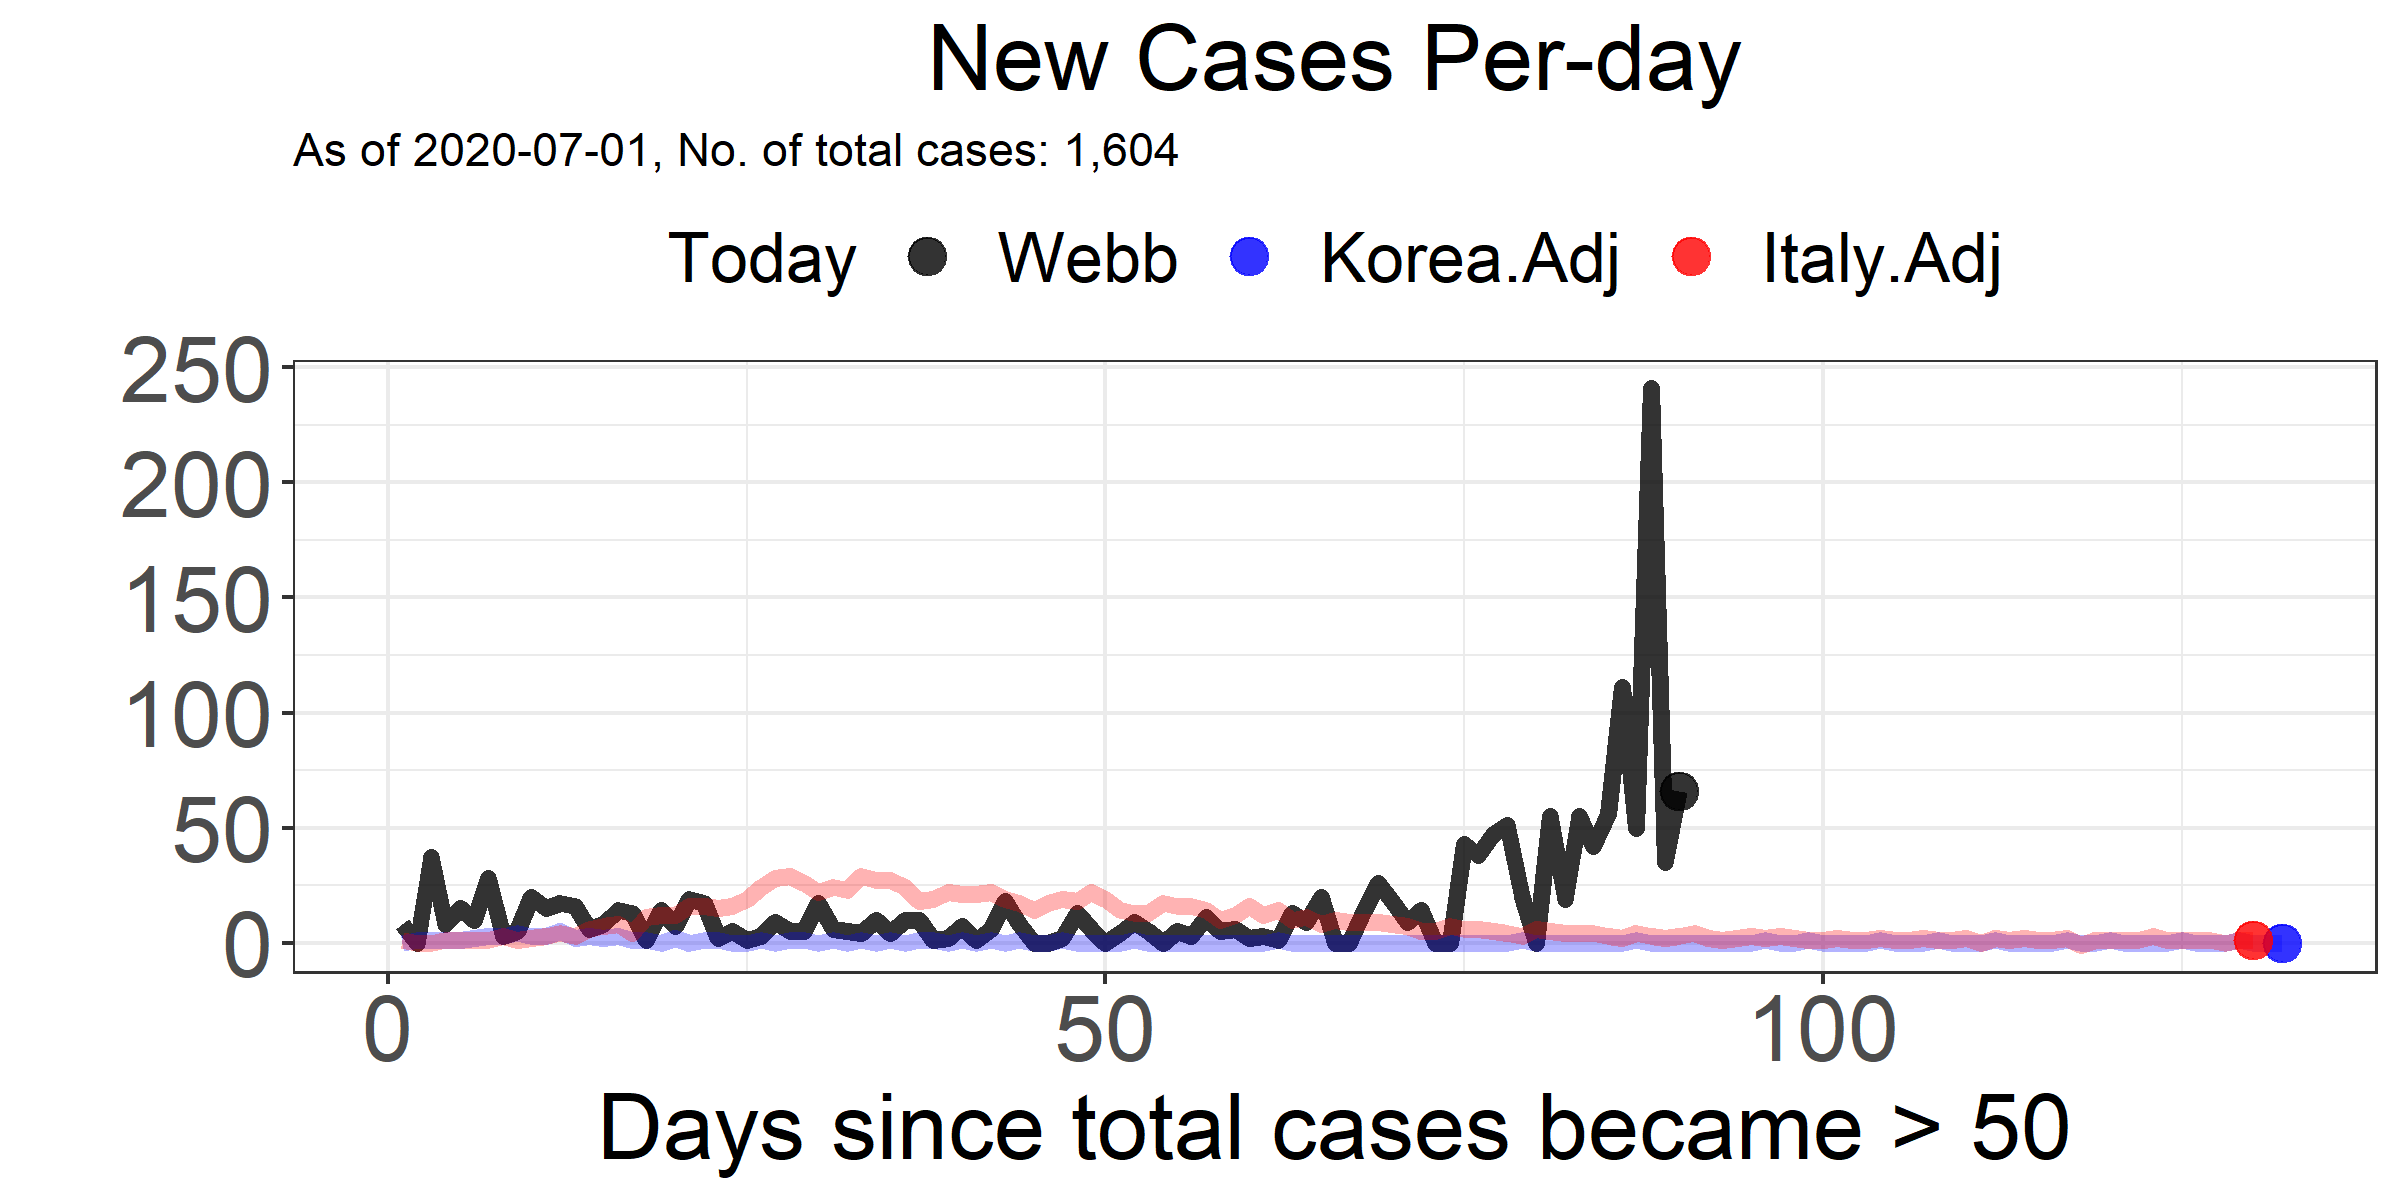 New Cases Per-day
As of 2020-07-01, No. of total cases: 1,604
Today Webb Korea.Adj Italy.Adj
250
200
150
100
50
0
0 50 100
Days since total cases became > 50